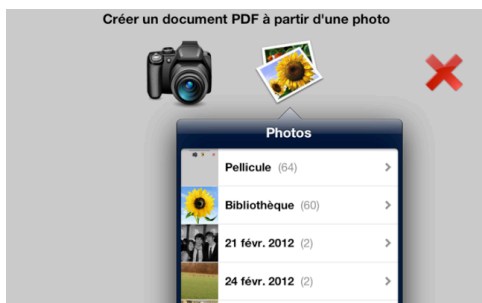 Créer un document PDF à partir d'une photo
Photos
Pellicule (64)
Bibliothèque (60)
21 févr. 2012 (2)
24 févr. 2012 (2)